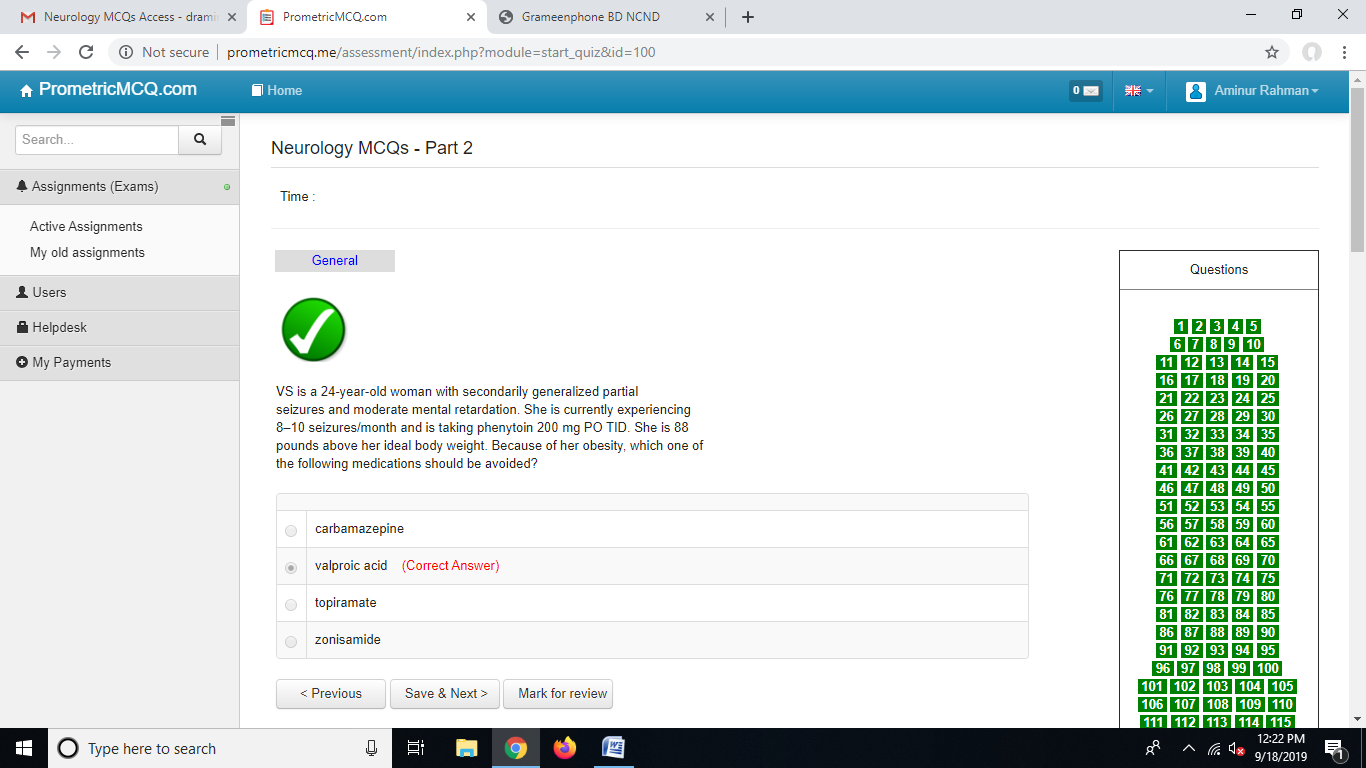 Neurology MCQs Access - drami
PrometricMCQ.com
Grameenphone BD NCND
Not secure
prometricmcq.me/assessment/index.php?module=start_quiz&id=100
PrometricMCQ.com
Home
0
Aminur Rahman
Search...
Assignments (Exams)
Active Assignments
My old assignments
Users
Helpdesk
My Payments
Neurology MCQs - Part 2
Time :
General
VS is a 24-year-old woman with secondarily generalized partial
seizures and moderate mental retardation. She is currently experiencing
8–10 seizures/month and is taking phenytoin 200 mg PO TID. She is 88
pounds above her ideal body weight. Because of her obesity, which one of
the following medications should be avoided?
carbamazepine
valproic acid (Correct Answer)
topiramate
zonisamide
< Previous
Save & Next >
Mark for review
Questions
1 2 3 4 5
6 7 8 9 10
11 12 13 14 15
16 17 18 19 20
21 22 23 24 25
26 27 28 29 30
31 32 33 34 35
36 37 38 39 40
41 42 43 44 45
46 47 48 49 50
51 52 53 54 55
56 57 58 59 60
61 62 63 64 65
66 67 68 69 70
71 72 73 74 75
76 77 78 79 80
81 82 83 84 85
86 87 88 89 90
91 92 93 94 95
96 97 98 99 100
101 102 103 104 105
106 107 108 109 110
111 112 113 114 115
Type here to search
12:22 PM
9/18/2019
1